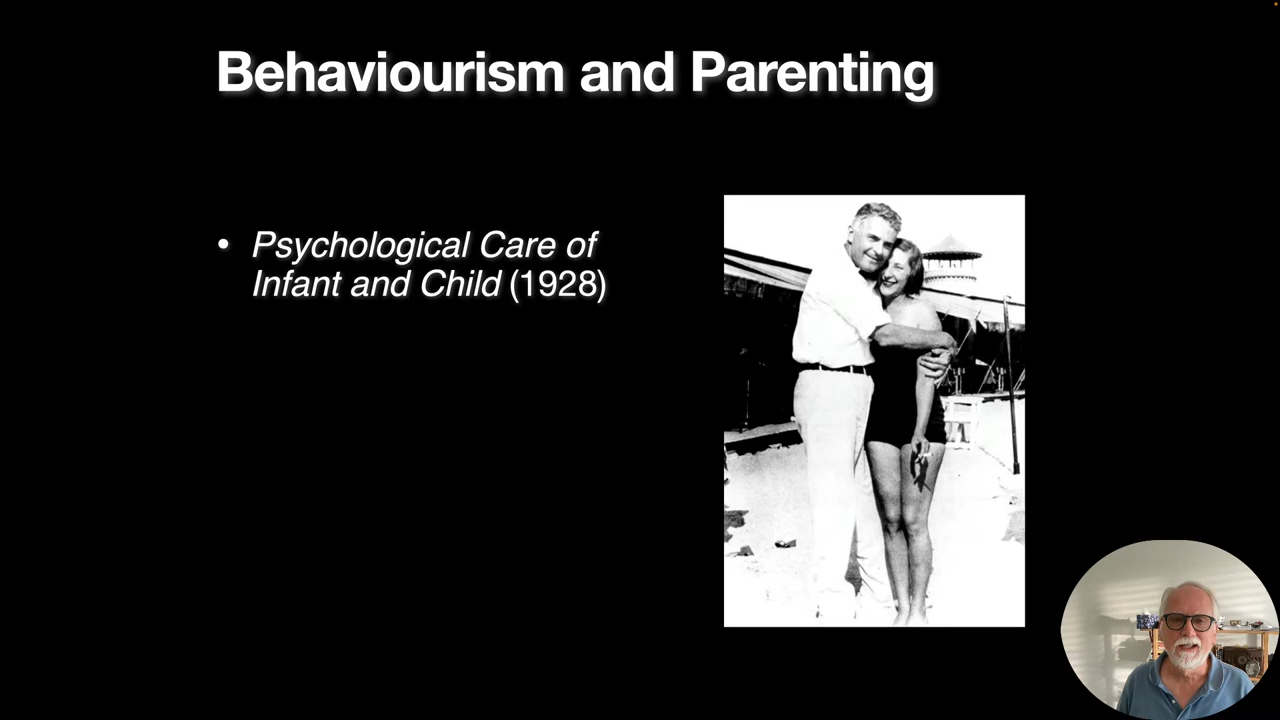 Behaviourism and Parenting
• Psychological Care of
Infant and Child (1928)